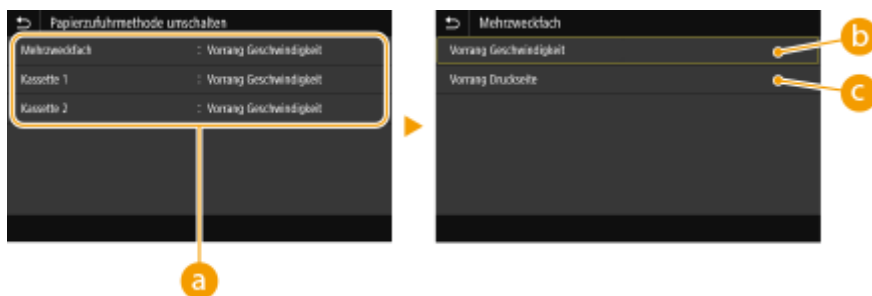 Papierzufuhrmethode umschalten
Mehrzweckfach : Vorrang Geschwindigkeit
Kassette 1 : Vorrang Geschwindigkeit
Kassette 2 : Vorrang Geschwindigkeit
a
Mehrzweckfach
Vorrang Geschwindigkeit
b
Vorrang Druckseite
c